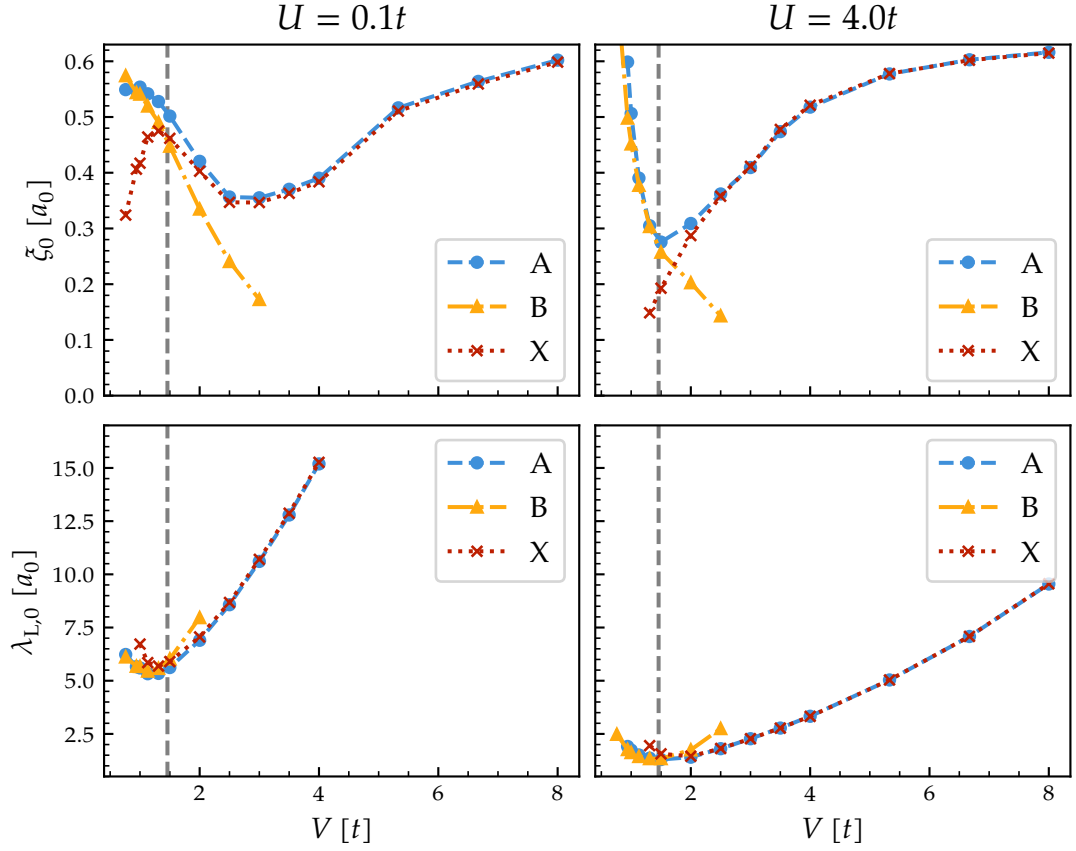 U = 0.1t
U = 4.0t
ξ₀ [a₀]
0.6
0.5
0.4
0.3
0.2
0.1
0.0
A
B
X
A
B
X
λL,0 [a₀]
15.0
12.5
10.0
7.5
5.0
2.5
A
B
X
A
B
X
2 4 6 8
2 4 6 8
V [t]
V [t]